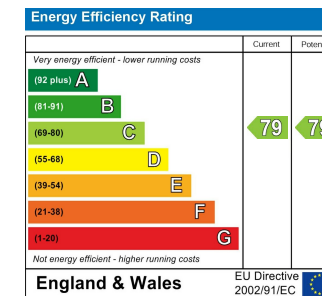 Energy Efficiency Rating
Current
Very energy efficient - lower running costs
(92 plus) A
(81-91) B
(69-80) C
79
(55-68) D
(39-54) E
(21-38) F
(1-20) G
Not energy efficient - higher running costs
England & Wales
EU Directive
2002/91/EC